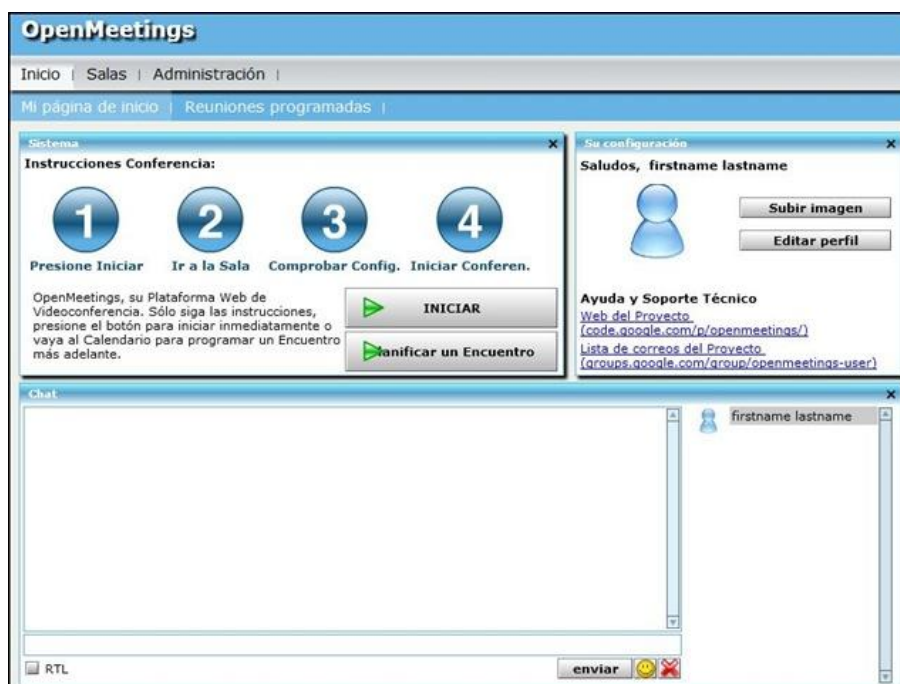 OpenMeetings
Inicio | Salas | Administración |
Mi página de inicio | Reuniones programadas |
Sistema
Instrucciones Conferencia:
1 2 3 4
Presione Iniciar Ir a la Sala Comprobar Config. Iniciar Conferen.
OpenMeetings, su Plataforma Web de
Videoconferencia. Sólo siga las instrucciones,
presione el botón para iniciar inmediatamente o
vaya al Calendario para programar un Encuentro
más adelante.
INICIAR
lanificar un Encuentro
Su configuración
Saludos, firstname lastname
Subir imagen
Editar perfil
Ayuda y Soporte Técnico
Web del Proyecto
(code.google.com/p/openmeetings/)
Lista de correos del Proyecto
(groups.google.com/group/openmeetings-user)
Chat
firstname lastname
RTL
enviar